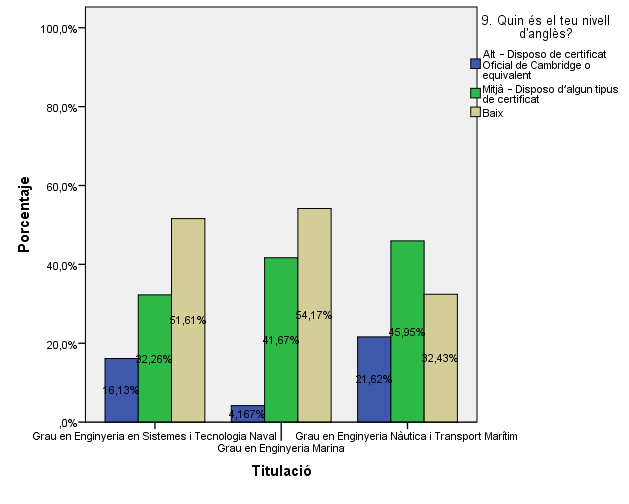 9. Quin és el teu nivell
d'anglès?
Alt - Disposo de certificat
Oficial de Cambridge o
equivalent
Mitjà - Disposo d'algun tipus
de certificat
Baix
Porcentaje
100,0%
80,0%
60,0%
40,0%
20,0%
,0%
16,13%
32,26%
51,61%
4,167%
41,67%
54,17%
21,62%
45,95%
32,43%
Grau en Enginyeria en Sistemes i Tecnologia Naval
Grau en Enginyeria Marina
Grau en Enginyeria Nàutica i Transport Marítim
Titulació